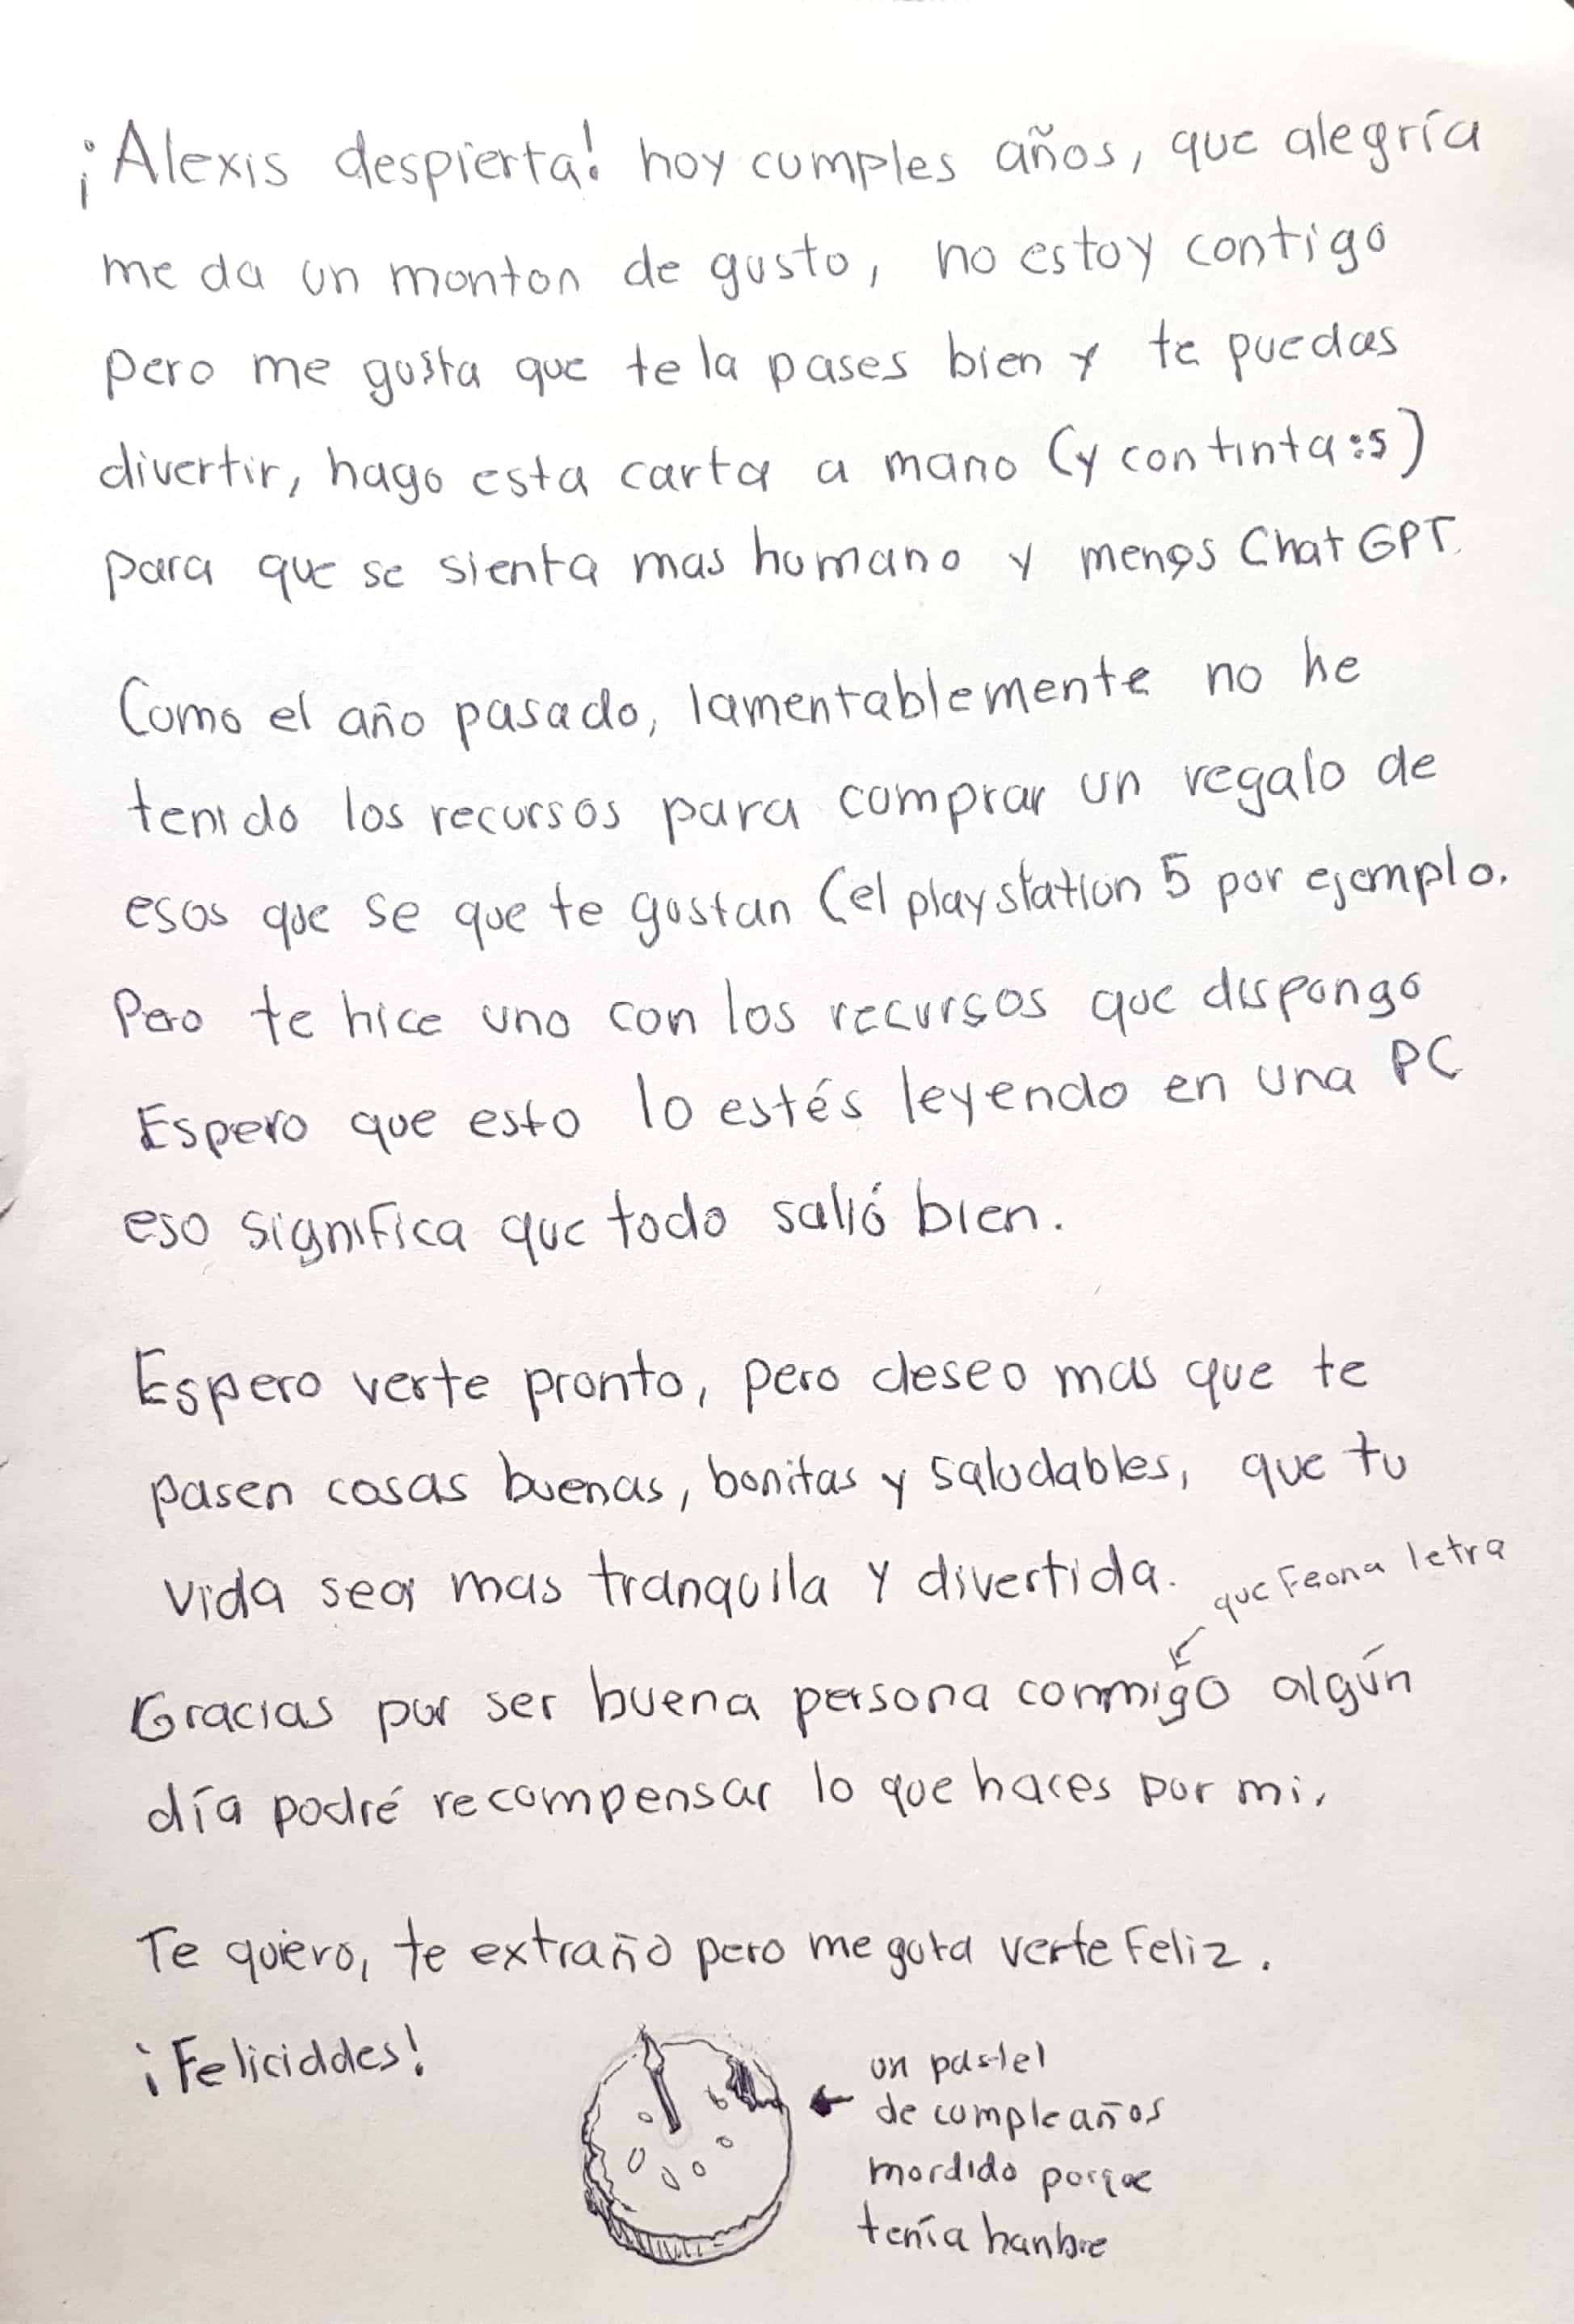 ¡Alexis despierta! hoy cumples años, que alegría
me da un monton de gusto, no estoy contigo
pero me gusta que te la pases bien y te puedas
divertir, hago esta carta a mano (y con tinta :s)
para que se sienta mas humano y menos Chat GPT.
Como el año pasado, lamentablemente no he
tenido los recursos para comprar un regalo de
esos que se que te gustan (el playstation 5 por ejemplo.
Pero te hice uno con los recursos que dispongo
Espero que esto lo estés leyendo en una PC
eso significa que todo salió bien.
Espero verte pronto, pero deseo mas que te
pasen cosas buenas, bonitas y saludables, que tu
vida sea mas tranquila y divertida.
que Feona letra
Gracias por ser buena persona conmigo algún
día podré recompensar lo que haces por mi.
Te quiero, te extraño pero me guta verte Feliz.
¡Feliciddes!
un pastel
de cumpleaños
mordido porque
tenía hanbre